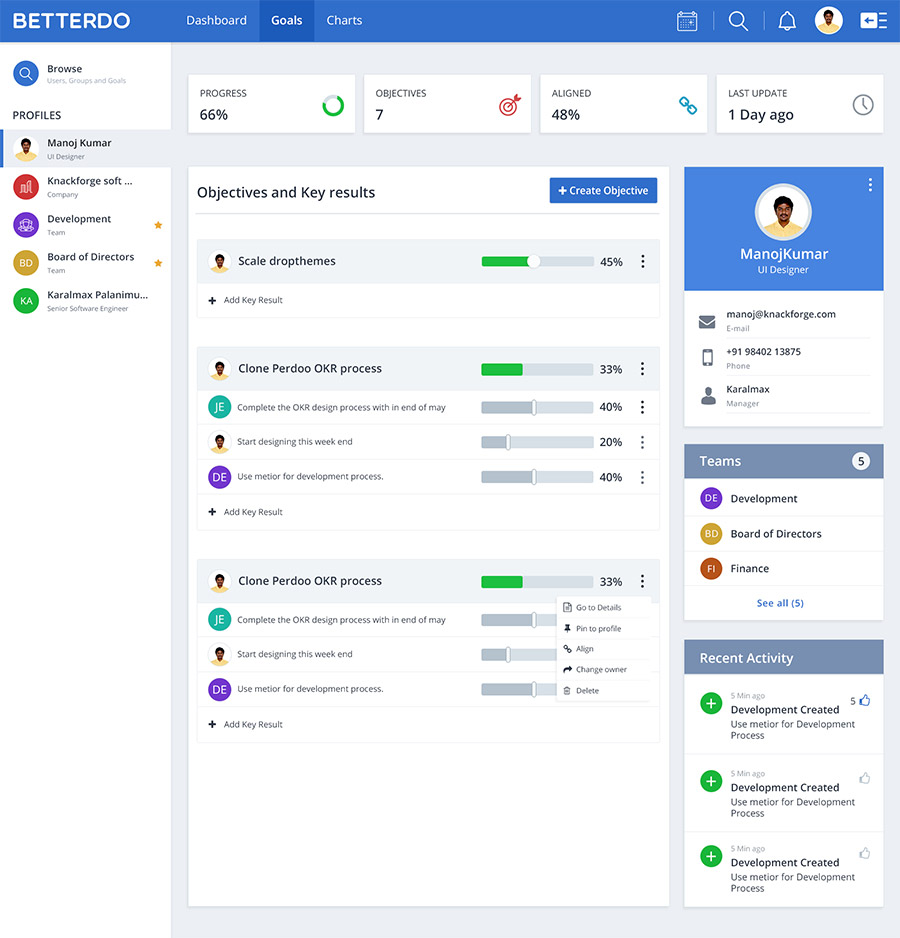 BETTERDO
Dashboard
Goals
Charts
Browse
Users, Groups and Goals
PROFILES
Manoj Kumar
UI Designer
Knackforge soft ...
Company
Development
Team
BD
Board of Directors
Team
KA
Karalmax Palanimu...
Senior Software Engineer
PROGRESS
66%
OBJECTIVES
7
ALIGNED
48%
LAST UPDATE
1 Day ago
Objectives and Key results
+ Create Objective
Scale dropthemes
45%
+ Add Key Result
Clone Perdoo OKR process
33%
JE
Complete the OKR design process with in end of may
40%
Start designing this week end
20%
DE
Use metior for development process.
40%
+ Add Key Result
Clone Perdoo OKR process
33%
JE
Complete the OKR design process with in end of may
Start designing this week end
DE
Use metior for development process.
+ Add Key Result
Go to Details
Pin to profile
Align
Change owner
Delete
ManojKumar
UI Designer
manoj@knackforge.com
E-mail
+91 98402 13875
Phone
Karalmax
Manager
Teams
5
DE
Development
BD
Board of Directors
FI
Finance
See all (5)
Recent Activity
5 Min ago
Development Created
5
Use metior for Development
Process
5 Min ago
Development Created
Use metior for Development
Process
5 Min ago
Development Created
Use metior for Development
Process